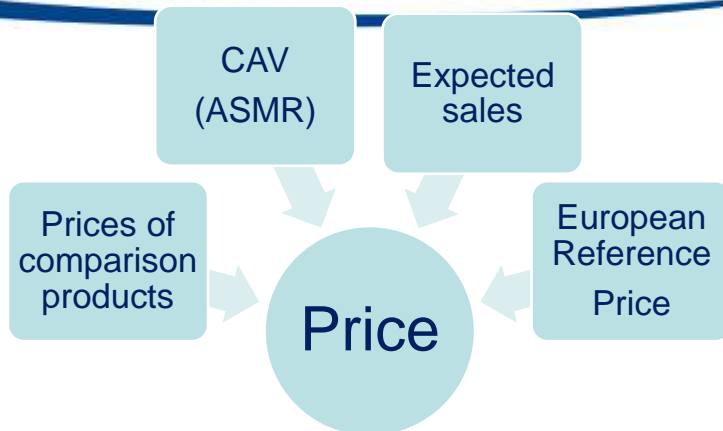 CAV
(ASMR)
Expected
sales
Prices of
comparison
products
European
Reference
Price
Price